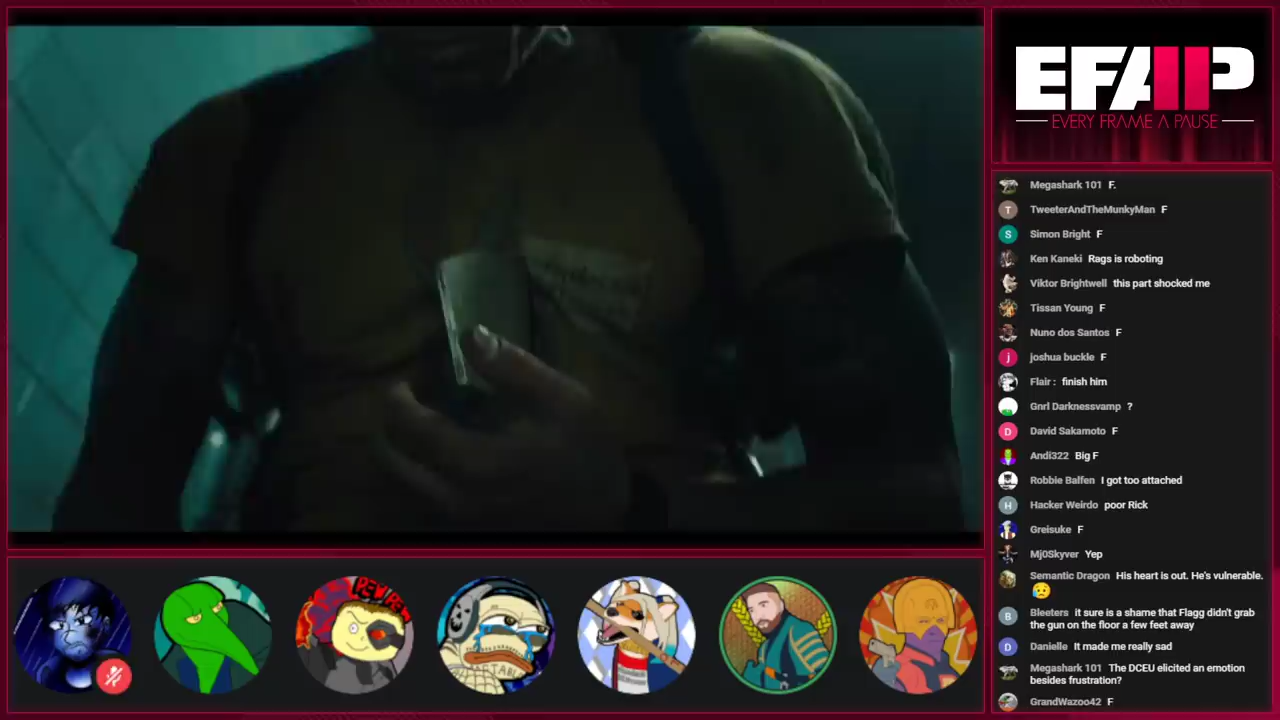 EFAP
EVERY FRAME A PAUSE
Megashark 101 F.
T TweeterAndTheMunkyMan F
S Simon Bright F
Ken Kaneki Rags is roboting
Viktor Brightwell this part shocked me
Tissan Young F
Nuno dos Santos F
j joshua buckle F
Flair : finish him
Gnrl Darknessvamp ?
D David Sakamoto F
Andi322 Big F
Robbie Balfen I got too attached
H Hacker Weirdo poor Rick
Greisuke F
Mj0Skyver Yep
Semantic Dragon His heart is out. He's vulnerable.
😥
B Bleeters it sure is a shame that Flagg didn't grab
the gun on the floor a few feet away
D Danielle It made me really sad
Megashark 101 The DCEU elicited an emotion
besides frustration?
GrandWazoo42 F